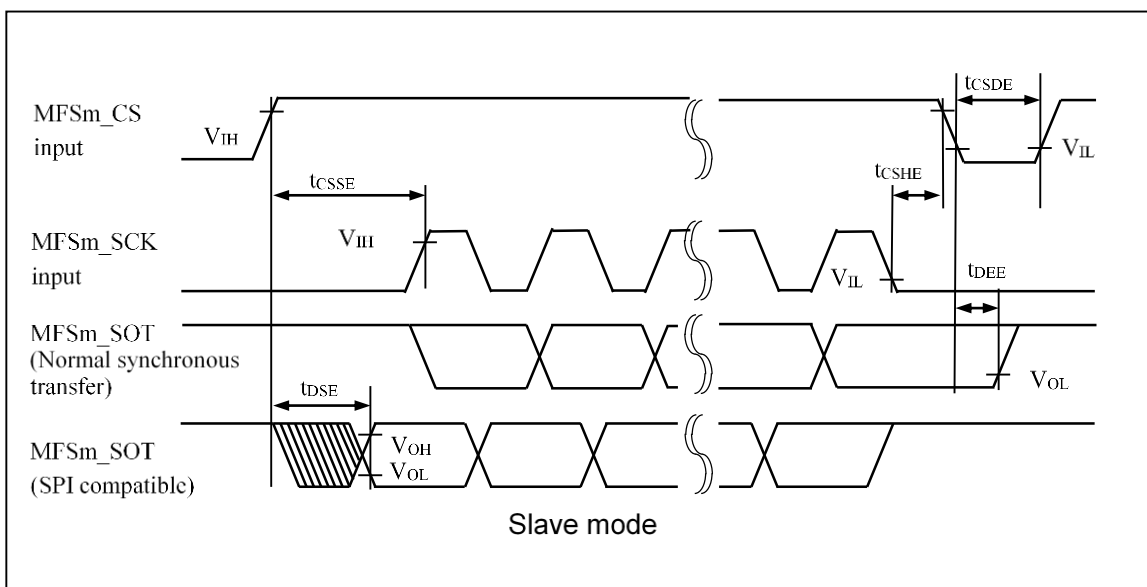 MFSm_CS
input
VIH
tCSDE
VIL
tCSHE
tCSSE
MFSm_SCK
input
VIH
VIL
tDEE
MFSm_SOT
(Normal synchronous
transfer)
VOL
tDSE
MFSm_SOT
(SPI compatible)
VOH
VOL
Slave mode